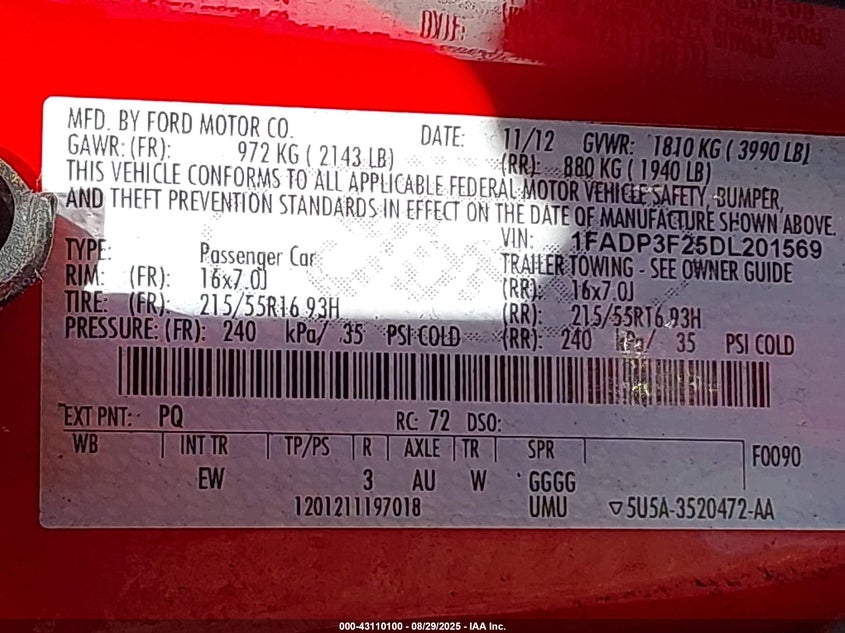 MFD. BY FORD MOTOR CO. DATE: 11/12 GVWR: 1810 KG ( 3990 LB)
GAWR: (FR): 972 KG ( 2143 LB) (RR): 880 KG ( 1940 LB)
THIS VEHICLE CONFORMS TO ALL APPLICABLE FEDERAL MOTOR VEHICLE SAFETY, BUMPER,
AND THEFT PREVENTION STANDARDS IN EFFECT ON THE DATE OF MANUFACTURE SHOWN ABOVE.
VIN: 1FADP3F25DL201569
TYPE: Passenger Car TRAILER TOWING - SEE OWNER GUIDE
RIM: (FR): 16x7.0J (RR): 16x7.0J
TIRE: (FR): 215/55R16 93H (RR): 215/55R16 93H
PRESSURE: (FR): 240 kPa/ 35 PSI COLD (RR): 240 kPa/ 35 PSI COLD
EXT PNT: PQ RC: 72 DSO:
WB INT TR TP/PS R AXLE TR SPR F0090
EW 3 AU W GGGG
1201211197018 UMU 5U5A-3520472-AA
000-43110100 - 08/29/2025 - IAA Inc.